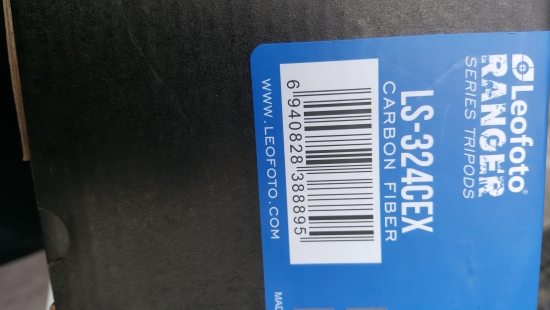 Leofoto®
RANGER
SERIES TRIPODS
LS-324CEX
CARBON FIBER
6 940828 388895
WWW.LEOFOTO.COM